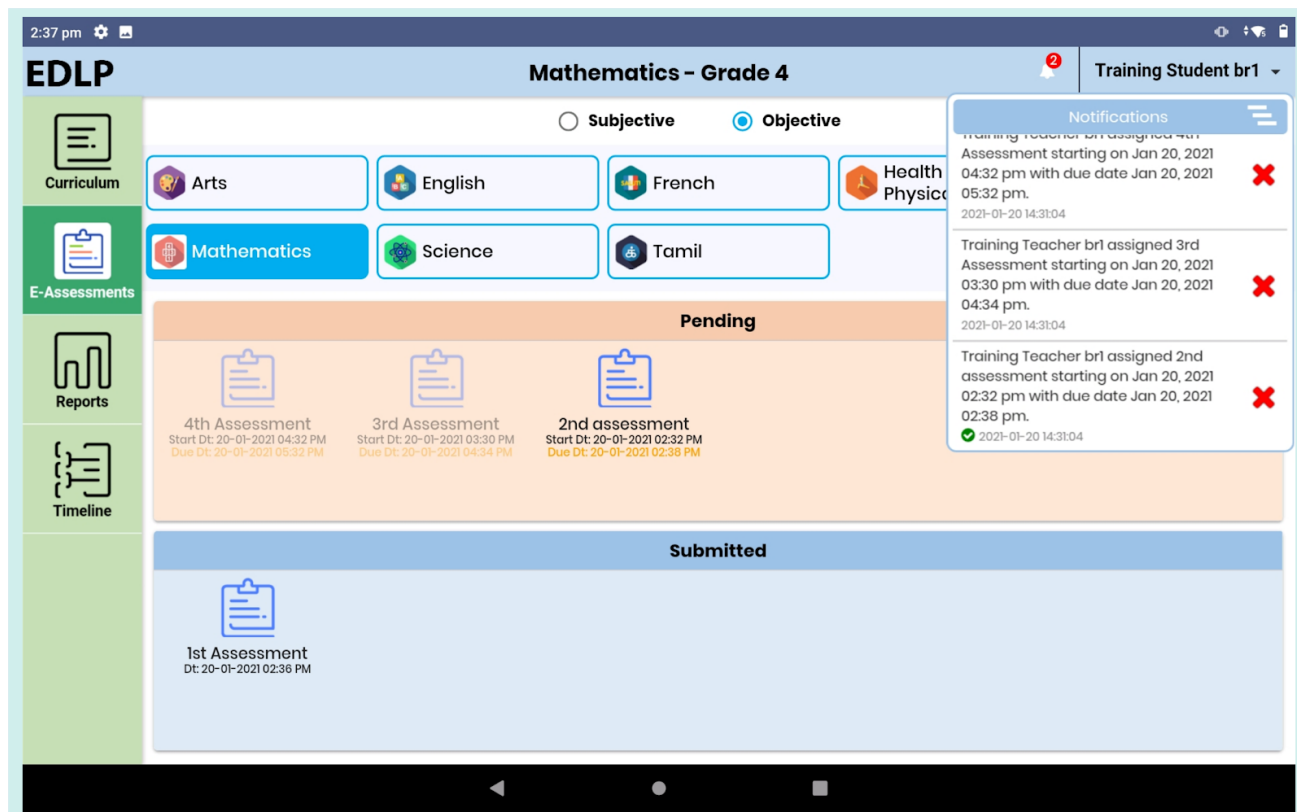 2:37 pm
EDLP
Mathematics - Grade 4
2
Training Student br1
Curriculum
E-Assessments
Reports
Timeline
Subjective
Objective
Arts
English
French
Health
Mathematics
Science
Tamil
Pending
4th Assessment
Start Dt: 20-01-2021 04:32 PM
Due Dt: 20-01-2021 05:32 PM
3rd Assessment
Start Dt: 20-01-2021 03:30 PM
Due Dt: 20-01-2021 04:34 PM
2nd assessment
Start Dt: 20-01-2021 02:32 PM
Due Dt: 20-01-2021 02:38 PM
Submitted
1st Assessment
Dt: 20-01-2021 02:36 PM
Notifications
Training Teacher br1 assigned 4th
Assessment starting on Jan 20, 2021
04:32 pm with due date Jan 20, 2021
05:32 pm.
2021-01-20 14:31:04
Training Teacher br1 assigned 3rd
Assessment starting on Jan 20, 2021
03:30 pm with due date Jan 20, 2021
04:34 pm.
2021-01-20 14:31:04
Training Teacher br1 assigned 2nd
assessment starting on Jan 20, 2021
02:32 pm with due date Jan 20, 2021
02:38 pm.
2021-01-20 14:31:04